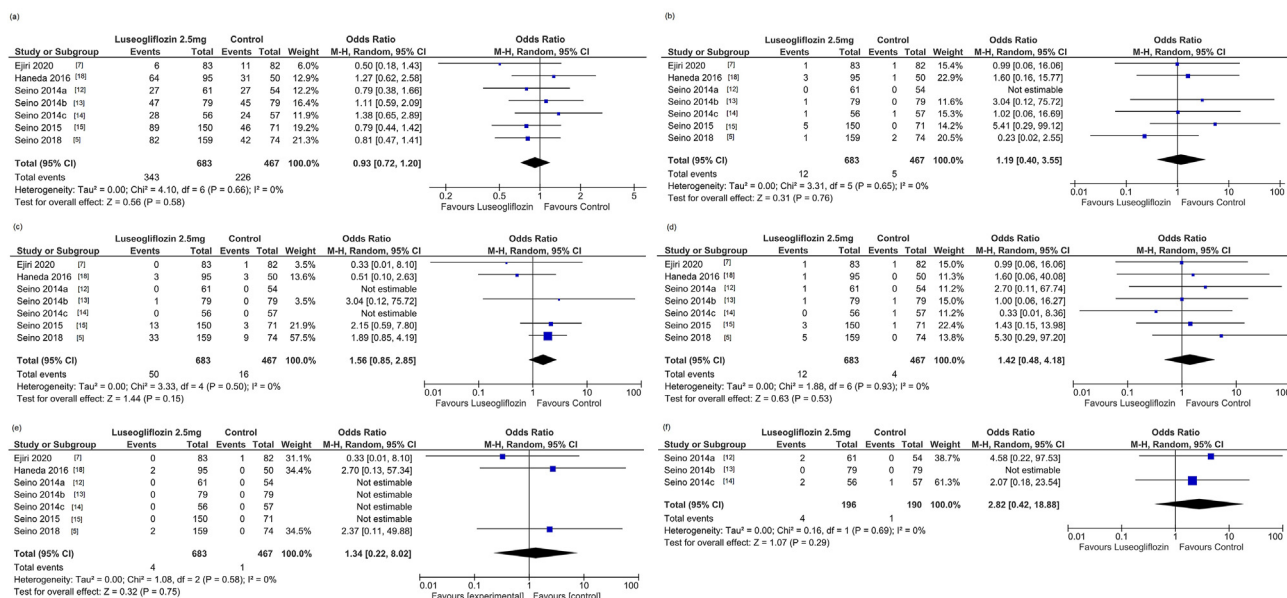 (a)
Luseogliflozin 2.5mg Control Odds Ratio Odds Ratio
Study or Subgroup Events Total Events Total Weight M-H, Random, 95% CI M-H, Random, 95% CI
Ejiri 2020 [7] 6 83 11 82 6.0% 0.50 [0.18, 1.43]
Haneda 2016 [18] 64 95 31 50 12.9% 1.27 [0.62, 2.58]
Seino 2014a [12] 27 61 27 54 12.2% 0.79 [0.38, 1.66]
Seino 2014b [13] 47 79 45 79 16.9% 1.11 [0.59, 2.09]
Seino 2014c [14] 28 56 24 57 11.9% 1.38 [0.65, 2.89]
Seino 2015 [15] 89 150 46 71 19.0% 0.79 [0.44, 1.42]
Seino 2018 [5] 82 159 42 74 21.3% 0.81 [0.47, 1.41]
Total (95% CI) 683 467 100.0% 0.93 [0.72, 1.20]
Total events 343 226
Heterogeneity: Tau² = 0.00; Chi² = 4.10, df = 6 (P = 0.66); I² = 0%
Test for overall effect: Z = 0.56 (P = 0.58)
0.2 0.5 1 2 5
Favours Luseogliflozin Favours Control
(b)
Luseogliflozin 2.5mg Control Odds Ratio Odds Ratio
Study or Subgroup Events Total Events Total Weight M-H, Random, 95% CI M-H, Random, 95% CI
Ejiri 2020 [7] 1 83 1 82 15.4% 0.99 [0.06, 16.06]
Haneda 2016 [18] 3 95 1 50 22.9% 1.60 [0.16, 15.77]
Seino 2014a [12] 0 61 0 54 Not estimable
Seino 2014b [13] 1 79 0 79 11.6% 3.04 [0.12, 75.72]
Seino 2014c [14] 1 56 1 57 15.4% 1.02 [0.06, 16.69]
Seino 2015 [15] 5 150 0 71 14.2% 5.41 [0.29, 99.12]
Seino 2018 [5] 1 159 2 74 20.5% 0.23 [0.02, 2.55]
Total (95% CI) 683 467 100.0% 1.19 [0.40, 3.55]
Total events 12 5
Heterogeneity: Tau² = 0.00; Chi² = 3.31, df = 5 (P = 0.65); I² = 0%
Test for overall effect: Z = 0.31 (P = 0.76)
0.01 0.1 1 10 100
Favours Luseogliflozin Favours Control
(c)
Luseogliflozin 2.5mg Control Odds Ratio Odds Ratio
Study or Subgroup Events Total Events Total Weight M-H, Random, 95% CI M-H, Random, 95% CI
Ejiri 2020 [7] 0 83 1 82 3.5% 0.33 [0.01, 8.10]
Haneda 2016 [18] 3 95 3 50 13.6% 0.51 [0.10, 2.63]
Seino 2014a [12] 0 61 0 54 Not estimable
Seino 2014b [13] 1 79 0 79 3.5% 3.04 [0.12, 75.72]
Seino 2014c [14] 0 56 0 57 Not estimable
Seino 2015 [15] 13 150 3 71 21.9% 2.15 [0.59, 7.80]
Seino 2018 [5] 33 159 9 74 57.5% 1.89 [0.85, 4.19]
Total (95% CI) 683 467 100.0% 1.56 [0.85, 2.85]
Total events 50 16
Heterogeneity: Tau² = 0.00; Chi² = 3.33, df = 4 (P = 0.50); I² = 0%
Test for overall effect: Z = 1.44 (P = 0.15)
0.01 0.1 1 10 100
Favours Luseogliflozin Favours Control
(d)
Luseogliflozin 2.5mg Control Odds Ratio Odds Ratio
Study or Subgroup Events Total Events Total Weight M-H, Random, 95% CI M-H, Random, 95% CI
Ejiri 2020 [7] 1 83 1 82 15.0% 0.99 [0.06, 16.06]
Haneda 2016 [18] 1 95 0 50 11.3% 1.60 [0.06, 40.08]
Seino 2014a [12] 1 61 0 54 11.2% 2.70 [0.11, 67.74]
Seino 2014b [13] 1 79 1 79 15.0% 1.00 [0.06, 16.27]
Seino 2014c [14] 0 56 1 57 11.3% 0.33 [0.01, 8.36]
Seino 2015 [15] 3 150 1 71 22.4% 1.43 [0.15, 13.98]
Seino 2018 [5] 5 159 0 74 13.8% 5.30 [0.29, 97.20]
Total (95% CI) 683 467 100.0% 1.42 [0.48, 4.18]
Total events 12 4
Heterogeneity: Tau² = 0.00; Chi² = 1.88, df = 6 (P = 0.93); I² = 0%
Test for overall effect: Z = 0.63 (P = 0.53)
0.01 0.1 1 10 100
Favours Luseogliflozin Favours Control
(e)
Luseogliflozin 2.5mg Control Odds Ratio Odds Ratio
Study or Subgroup Events Total Events Total Weight M-H, Random, 95% CI M-H, Random, 95% CI
Ejiri 2020 [7] 0 83 1 82 31.1% 0.33 [0.01, 8.10]
Haneda 2016 [18] 2 95 0 50 34.4% 2.70 [0.13, 57.34]
Seino 2014a [12] 0 61 0 54 Not estimable
Seino 2014b [13] 0 79 0 79 Not estimable
Seino 2014c [14] 0 56 0 57 Not estimable
Seino 2015 [15] 0 150 0 71 Not estimable
Seino 2018 [5] 2 159 0 74 34.5% 2.37 [0.11, 49.88]
Total (95% CI) 683 467 100.0% 1.34 [0.22, 8.02]
Total events 4 1
Heterogeneity: Tau² = 0.00; Chi² = 1.08, df = 2 (P = 0.58); I² = 0%
Test for overall effect: Z = 0.32 (P = 0.75)
0.01 0.1 1 10 100
Favours [experimental] Favours [control]
(f)
Luseogliflozin 2.5mg Control Odds Ratio Odds Ratio
Study or Subgroup Events Total Events Total Weight M-H, Random, 95% CI M-H, Random, 95% CI
Seino 2014a [12] 2 61 0 54 38.7% 4.58 [0.22, 97.53]
Seino 2014b [13] 0 79 0 79 Not estimable
Seino 2014c [14] 2 56 1 57 61.3% 2.07 [0.18, 23.54]
Total (95% CI) 196 190 100.0% 2.82 [0.42, 18.88]
Total events 4 1
Heterogeneity: Tau² = 0.00; Chi² = 0.16, df = 1 (P = 0.69); I² = 0%
Test for overall effect: Z = 1.07 (P = 0.29)
0.01 0.1 1 10 100
Favours Luseogliflozin Favours Control